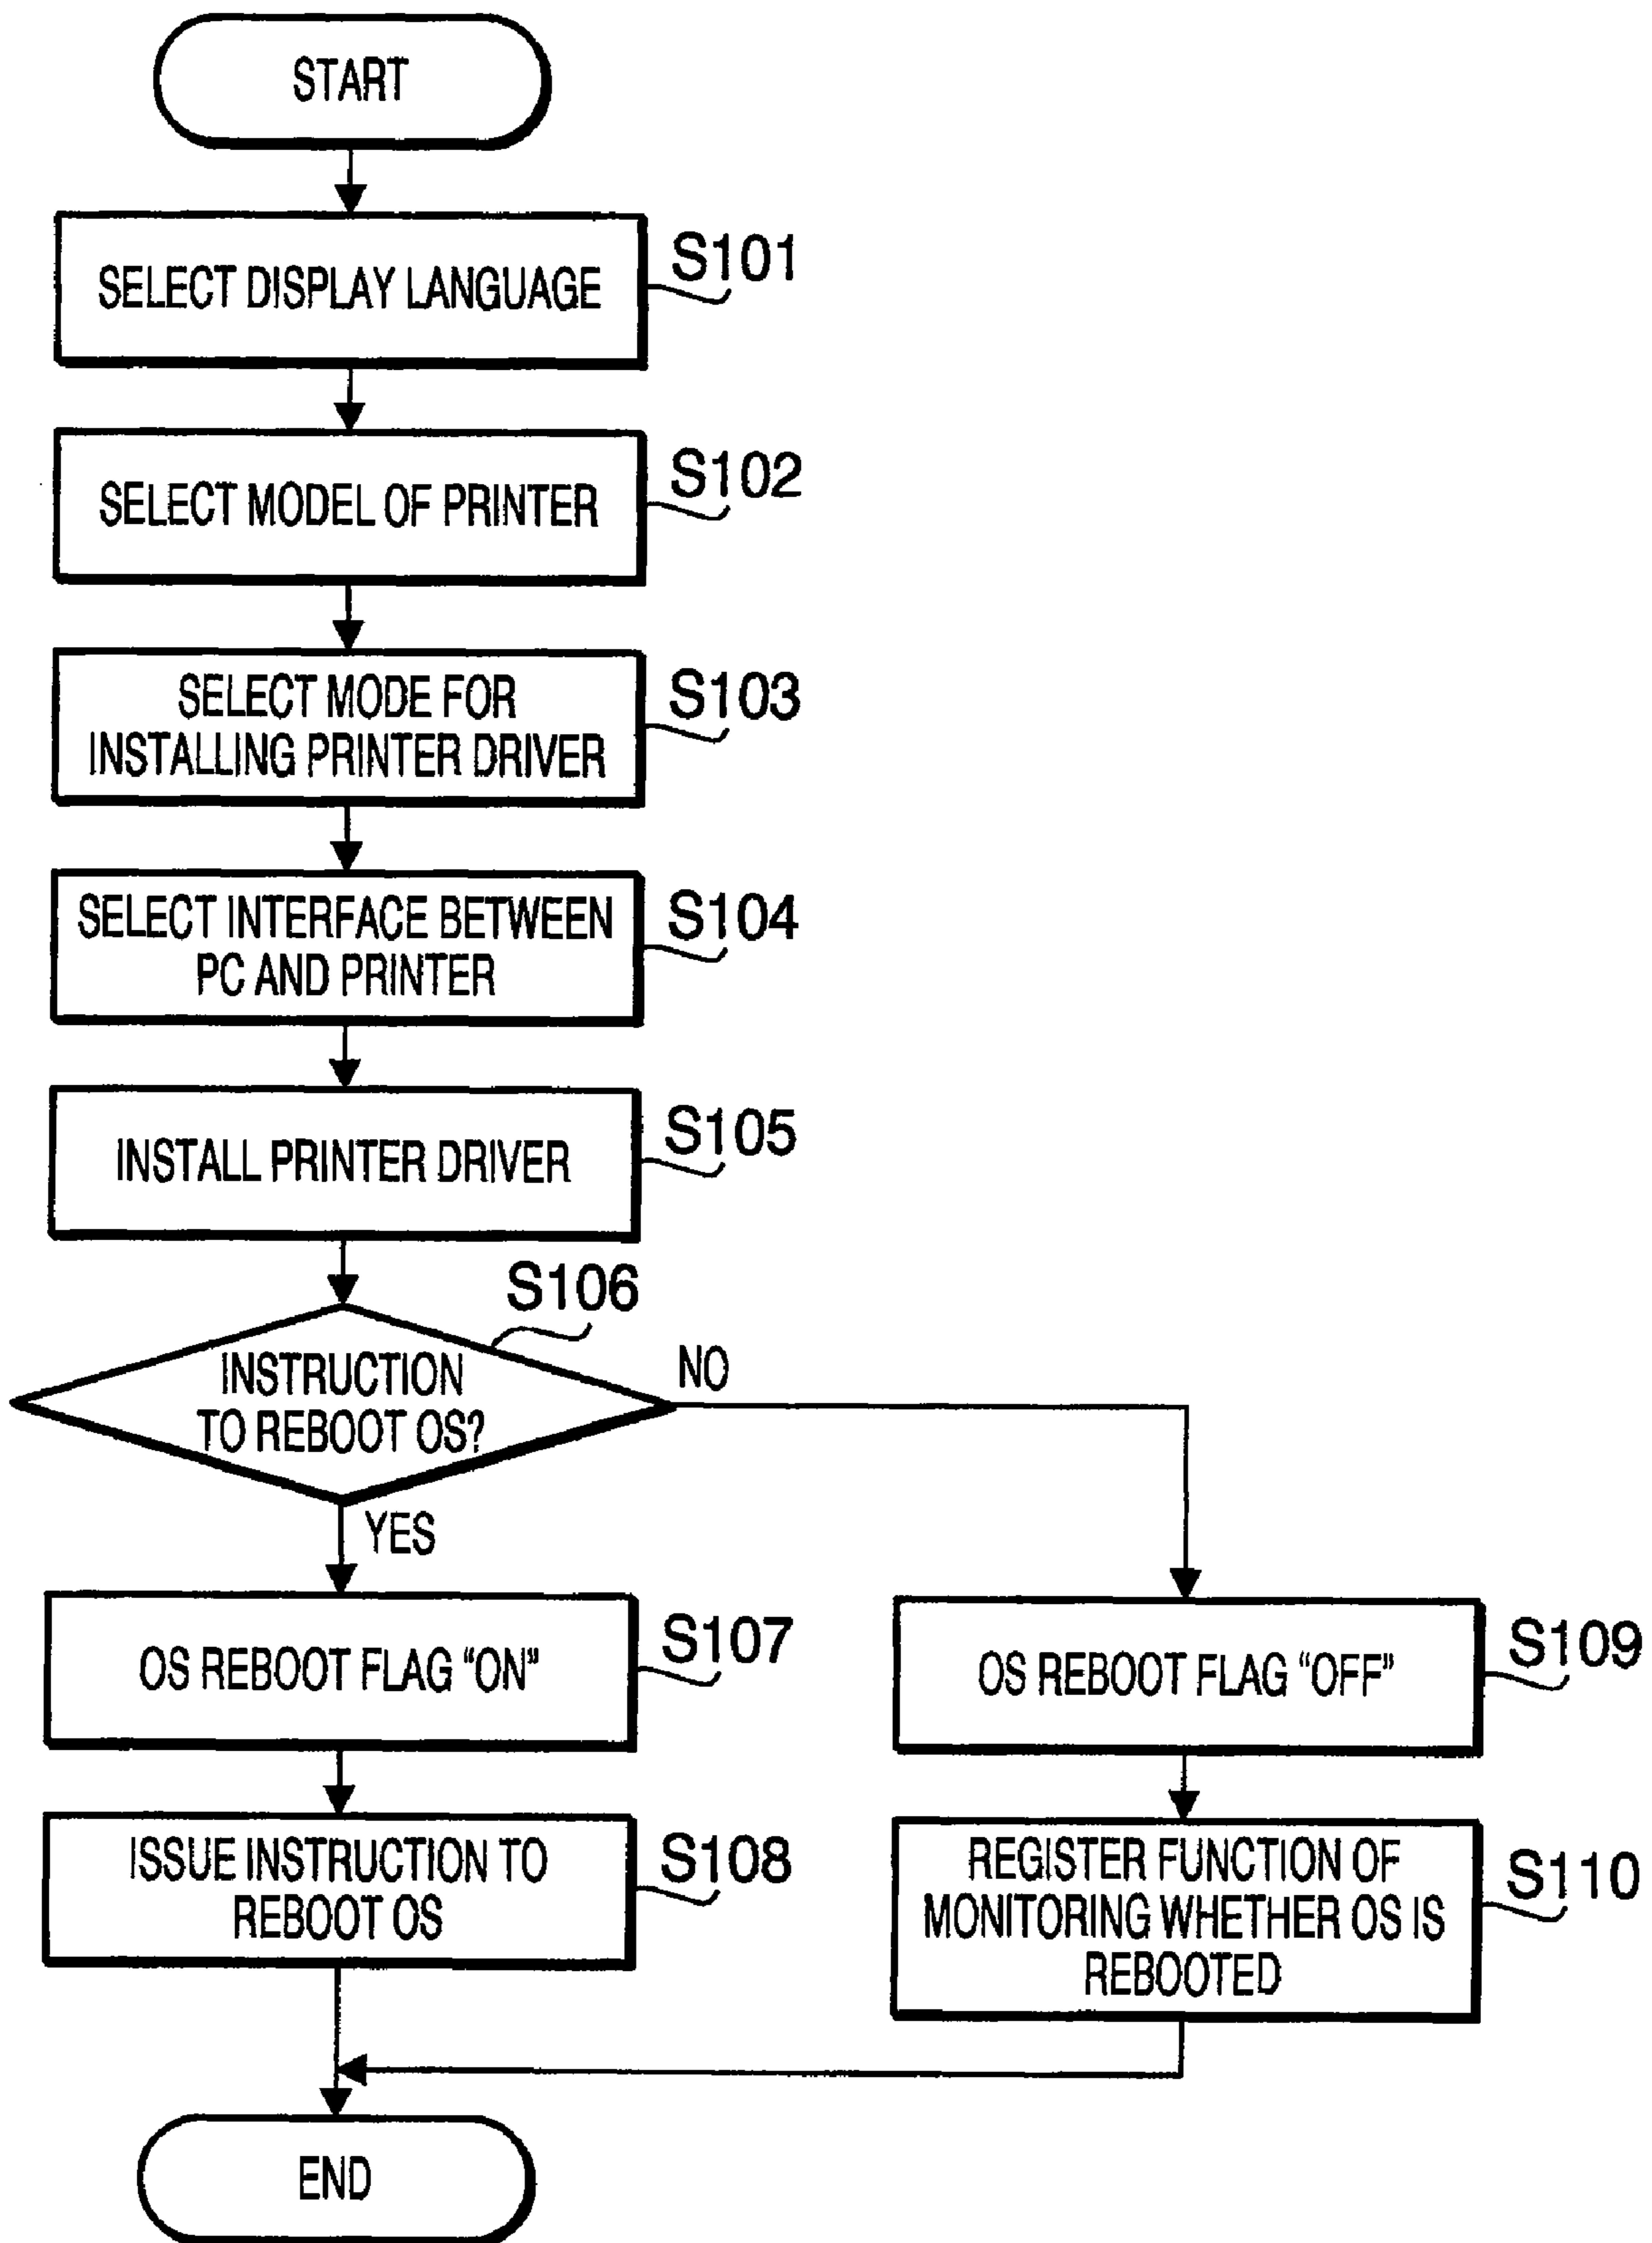 START
SELECT DISPLAY LANGUAGE
S101
SELECT MODEL OF PRINTER
S102
SELECT MODE FOR
INSTALLING PRINTER DRIVER
S103
SELECT INTERFACE BETWEEN
PC AND PRINTER
S104
INSTALL PRINTER DRIVER
S105
S106
INSTRUCTION
TO REBOOT OS?
NO
YES
OS REBOOT FLAG “ON”
S107
ISSUE INSTRUCTION TO
REBOOT OS
S108
OS REBOOT FLAG “OFF”
S109
REGISTER FUNCTION OF
MONITORING WHETHER OS IS
REBOOTED
S110
END